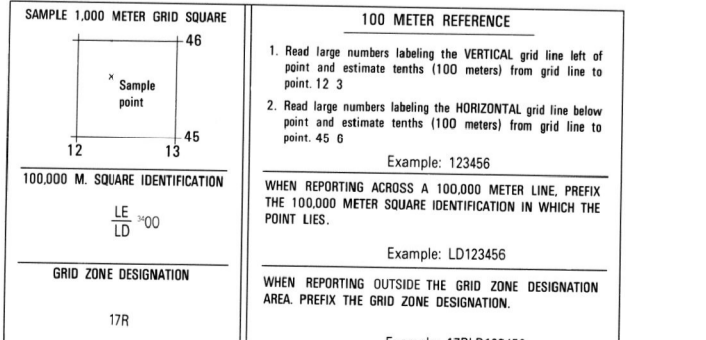 SAMPLE 1,000 METER GRID SQUARE
46
x Sample
point
45
12 13
100,000 M. SQUARE IDENTIFICATION
LE
LD 3400
GRID ZONE DESIGNATION
17R
100 METER REFERENCE
1. Read large numbers labeling the VERTICAL grid line left of
point and estimate tenths (100 meters) from grid line to
point. 12 3
2. Read large numbers labeling the HORIZONTAL grid line below
point and estimate tenths (100 meters) from grid line to
point. 45 6
Example: 123456
WHEN REPORTING ACROSS A 100,000 METER LINE, PREFIX
THE 100,000 METER SQUARE IDENTIFICATION IN WHICH THE
POINT LIES.
Example: LD123456
WHEN REPORTING OUTSIDE THE GRID ZONE DESIGNATION
AREA. PREFIX THE GRID ZONE DESIGNATION.